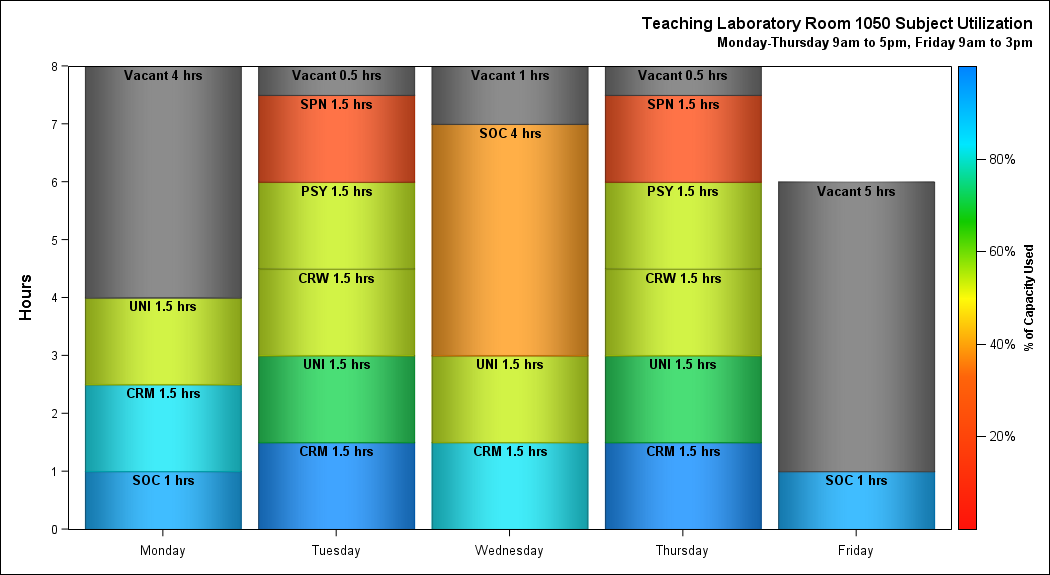 Teaching Laboratory Room 1050 Subject Utilization
Monday-Thursday 9am to 5pm, Friday 9am to 3pm
Hours
8
7
6
5
4
3
2
1
0
Vacant 4 hrs
UNI 1.5 hrs
CRM 1.5 hrs
SOC 1 hrs
Vacant 0.5 hrs
SPN 1.5 hrs
PSY 1.5 hrs
CRW 1.5 hrs
UNI 1.5 hrs
CRM 1.5 hrs
Vacant 1 hrs
SOC 4 hrs
UNI 1.5 hrs
CRM 1.5 hrs
Vacant 0.5 hrs
SPN 1.5 hrs
PSY 1.5 hrs
CRW 1.5 hrs
UNI 1.5 hrs
CRM 1.5 hrs
Vacant 5 hrs
SOC 1 hrs
Monday
Tuesday
Wednesday
Thursday
Friday
80%
60%
40%
20%
% of Capacity Used